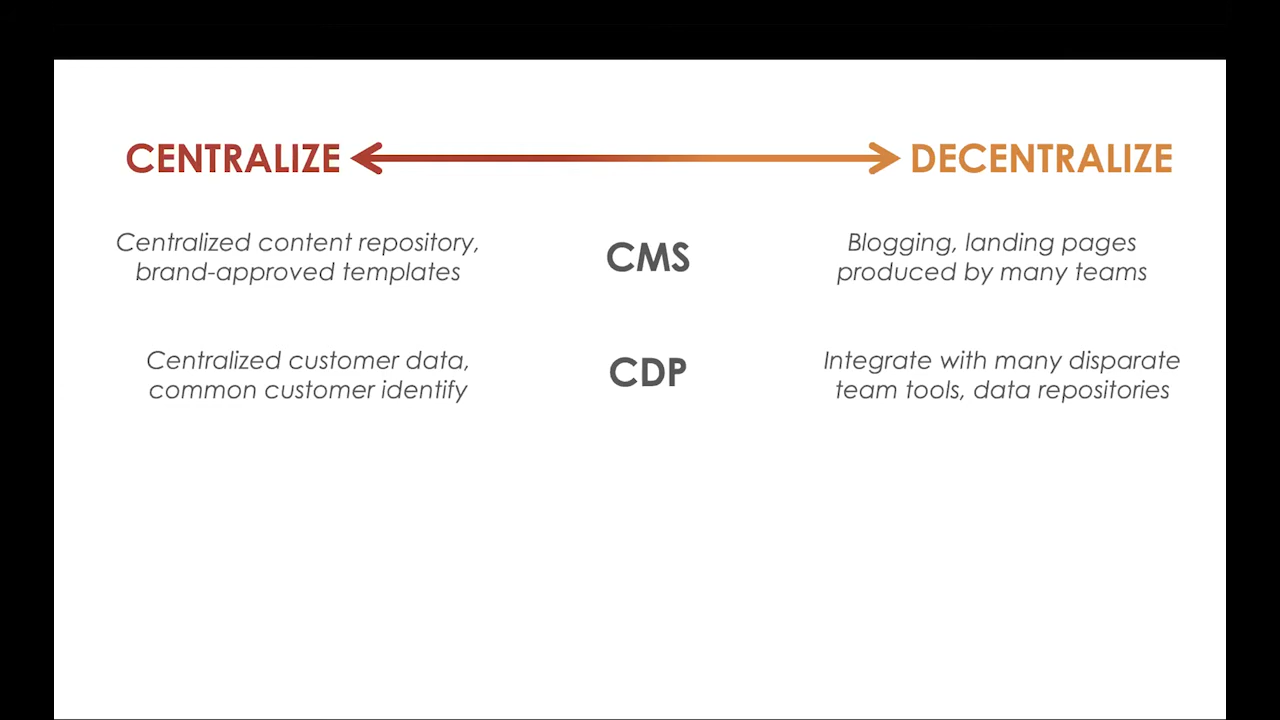 CENTRALIZE DECENTRALIZE
Centralized content repository,
brand-approved templates
CMS
Blogging, landing pages
produced by many teams
Centralized customer data,
common customer identify
CDP
Integrate with many disparate
team tools, data repositories